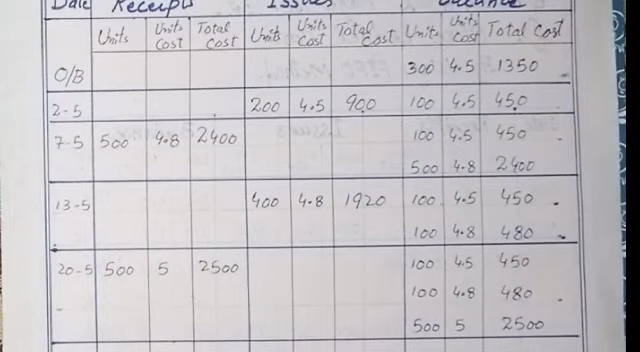 Date Receipts Issues Balance
Units Units Cost Total Cost Units Units Cost Total Cost Units Units Cost Total Cost
O/B 300 4.5 1350
2-5 200 4.5 900 100 4.5 450
7-5 500 4.8 2400 100 4.5 450
500 4.8 2400
13-5 400 4.8 1920 100 4.5 450
100 4.8 480
20-5 500 5 2500 100 4.5 450
100 4.8 480
500 5 2500